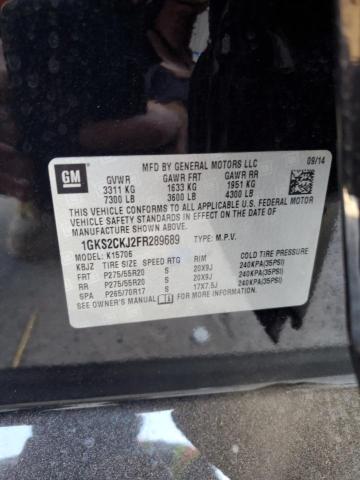 GM
MFD BY GENERAL MOTORS LLC
09/14
GVWR GAWR FRT GAWR RR
3311 KG 1633 KG 1951 KG
7300 LB 3600 LB 4300 LB
THIS VEHICLE CONFORMS TO ALL APPLICABLE U.S. FEDERAL MOTOR
VEHICLE SAFETY, BUMPER, AND THEFT PREVENTION STANDARDS
IN EFFECT ON THE DATE OF MANUFACTURE SHOWN ABOVE.
1GKS2CKJ2FR289689 TYPE: M.P.V.
MODEL: K15706
KBJZ TIRE SIZE SPEED RTG RIM COLD TIRE PRESSURE
FRT P275/55R20 S 20X9J 240KPA(35PSI)
RR P275/55R20 S 20X9J 240KPA(35PSI)
SPA P265/70R17 S 17X7.5J 240KPA(35PSI)
SEE OWNER'S MANUAL FOR MORE INFORMATION.